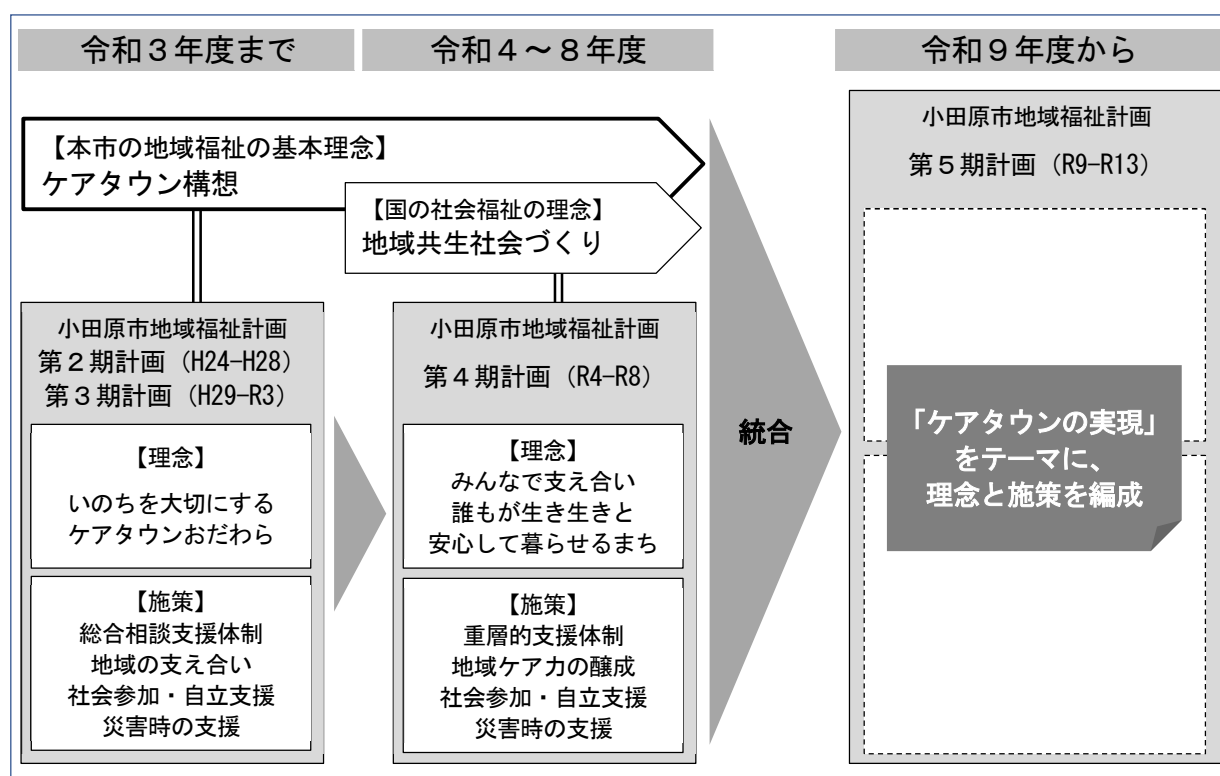 令和３年度まで
令和４～８年度
令和９年度から
【本市の地域福祉の基本理念】
ケアタウン構想
【国の社会福祉の理念】
地域共生社会づくり
小田原市地域福祉計画
第２期計画（H24-H28）
第３期計画（H29-R3）
【理念】
いのちを大切にする
ケアタウンおだわら
【施策】
総合相談支援体制
地域の支え合い
社会参加・自立支援
災害時の支援
小田原市地域福祉計画
第４期計画（R4-R8）
【理念】
みんなで支え合い
誰もが生き生きと
安心して暮らせるまち
【施策】
重層的支援体制
地域ケア力の醸成
社会参加・自立支援
災害時の支援
統合
小田原市地域福祉計画
第５期計画（R9-R13）
「ケアタウンの実現」
をテーマに、
理念と施策を編成